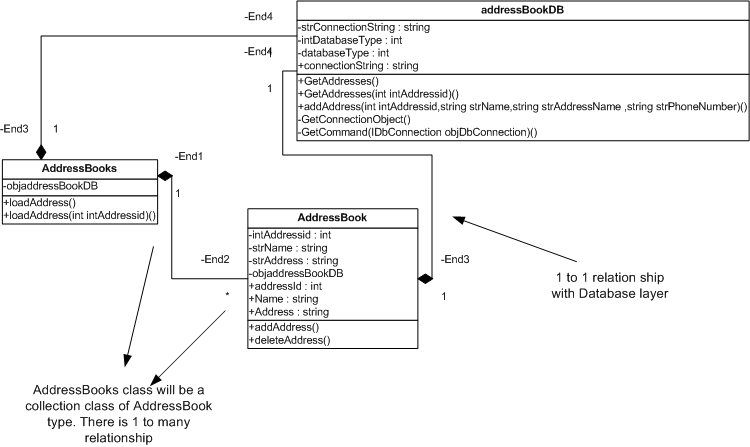 addressBookDB
-strConnectionString : string
-intDatabaseType : int
-databaseType : int
+connectionString : string
+GetAddresses()
+GetAddresses(int intAddressid)()
+addAddress(int intAddressid,string strName,string strAddressName ,string strPhoneNumber)()
-GetConnectionObject()
-GetCommand(IDbConnection objDbConnection)()
-End4
-End4
1
1
1
-End3
-End1
1
AddressBooks
-objaddressBookDB
+loadAddress()
+loadAddress(int intAddressid)()
AddressBook
-intAddressid : int
-strName : string
-strAddress : string
-objaddressBookDB
+addressId : int
+Name : string
+Address : string
+addAddress()
+deleteAddress()
-End2
*
-End3
1
1 to 1 relation ship
with Database layer
AddressBooks class will be a
collection class of AddressBook
type. There is 1 to many
relationship